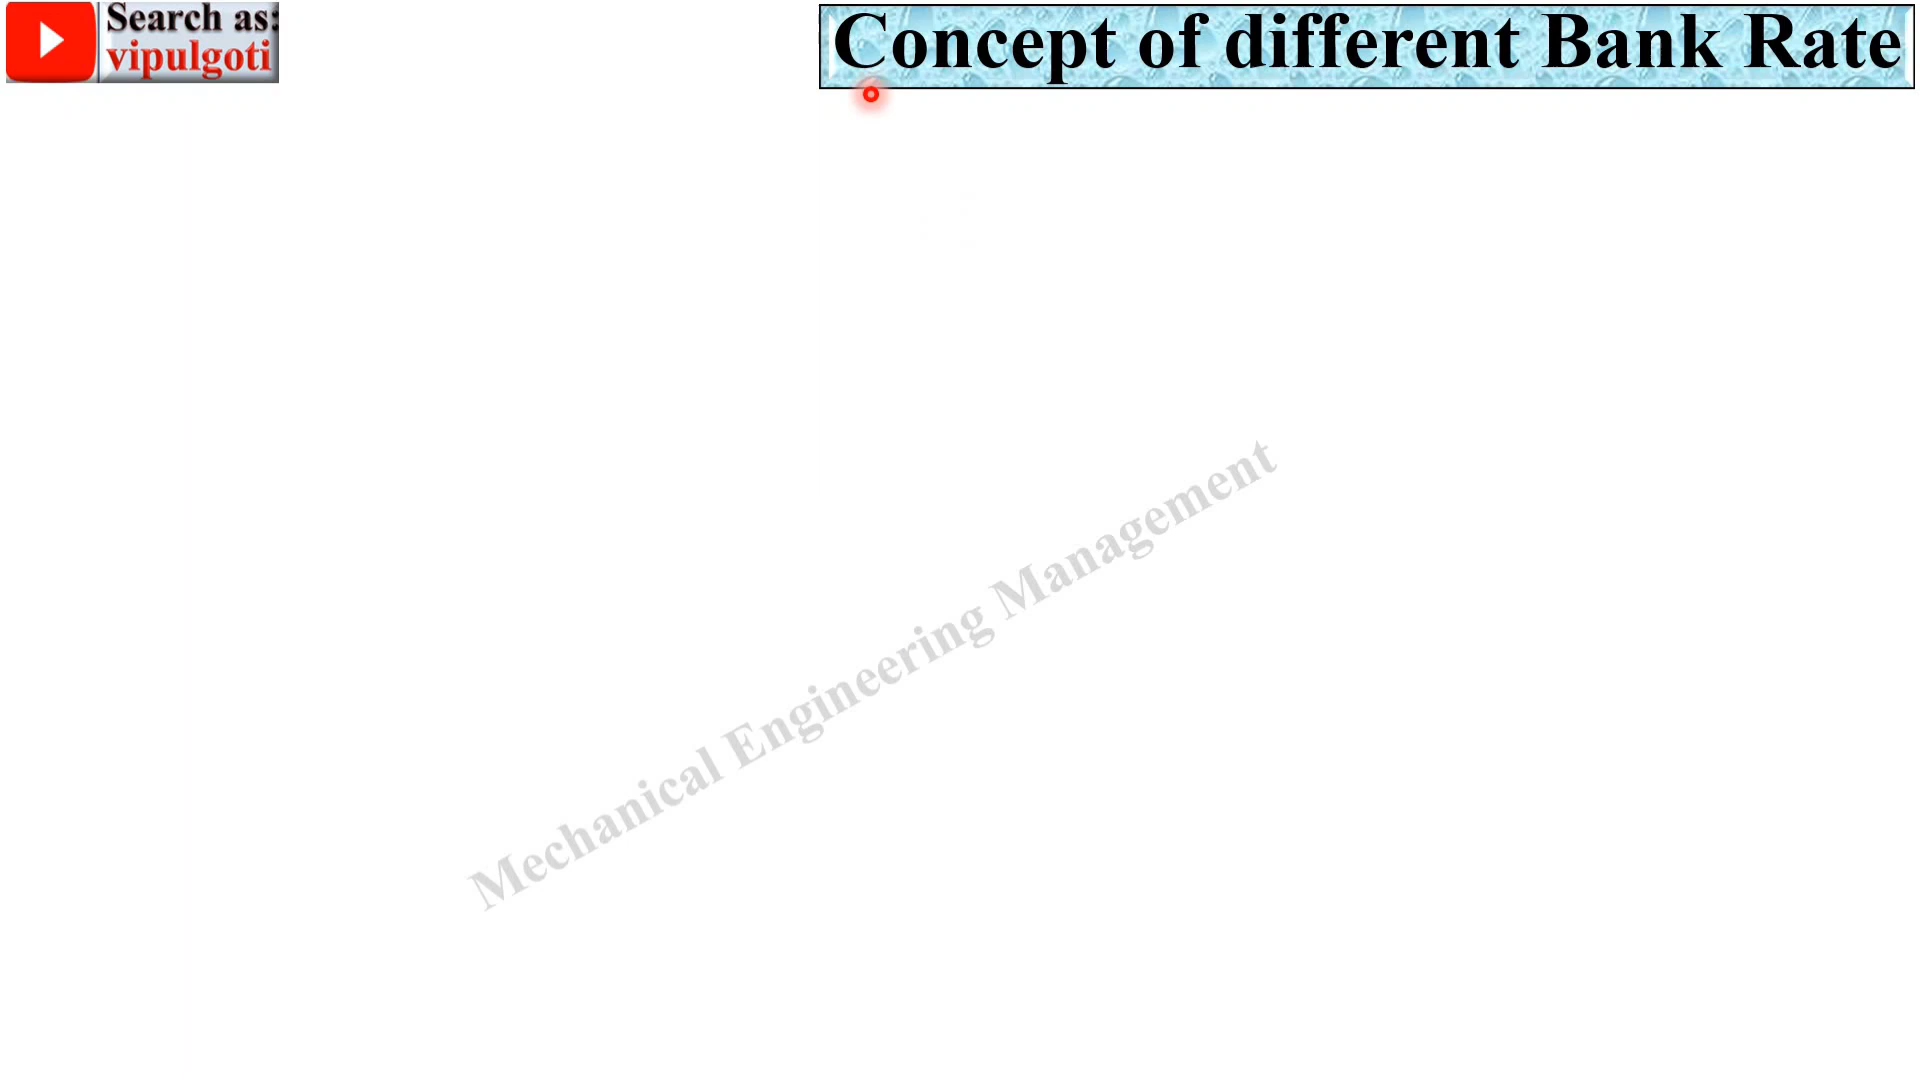 Search as:
vipulgoti
Concept of different Bank Rate
Mechanical Engineering Management